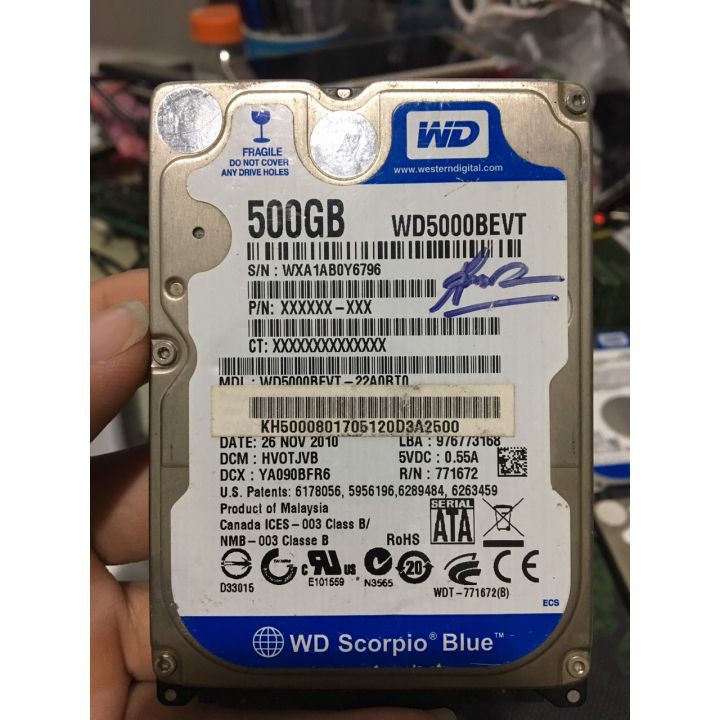 FRAGILE
DO NOT COVER
ANY DRIVE HOLES
WD
www.westerndigital.com
500GB WD5000BEVT
S/N : WXA1AB0Y6796
P/N: XXXXXX-XXX
CT: XXXXXXXXXXXXXX
MDL : WD5000BEVT-22A0RT0
KH5000801705120D3A2500
DATE: 26 NOV 2010 LBA : 976773168
DCM : HVOTJVB 5VDC : 0.55A
DCX : YA090BFR6 R/N : 771672
U.S. Patents: 6178056, 5956196,6289484, 6263459
Product of Malaysia
Canada ICES-003 Class B/
NMB-003 Classe B
RoHS
SERIAL
ATA
D33015
c UL us
E101559
N3565
20
CE
WDT-771672(B)
ECS
WD Scorpio® Blue™